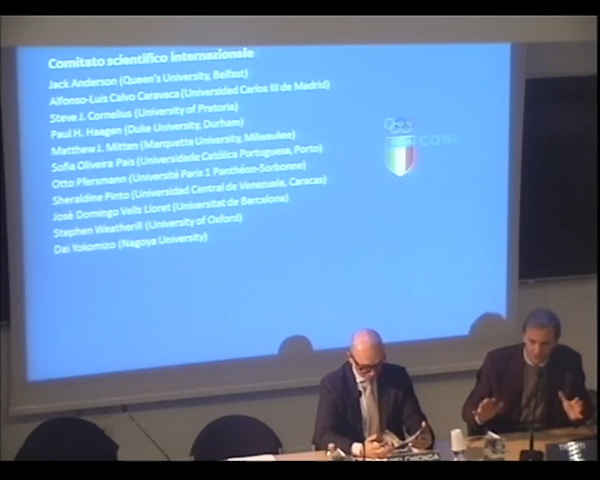 Comitato scientifico internazionale
Jack Anderson (Queen's University, Belfast)
Alfonso-Luis Calvo Caravaca (Universidad Carlos III de Madrid)
Steve J. Cornelius (University of Pretoria)
Paul H. Haagen (Duke University, Durham)
Matthew J. Mitten (Marquette University, Milwaukee)
Sofia Oliveira Pais (Universidade Católica Portuguesa, Porto)
Otto Pfersmann (Université Paris 1 Panthéon-Sorbonne)
Sheraldine Pinto (Universidad Central de Venezuela, Caracas)
Josè Domingo Valls Lloret (Universitat de Barcelona)
Stephen Weatherill (University of Oxford)
Dai Yokomizo (Nagoya University)
CONI